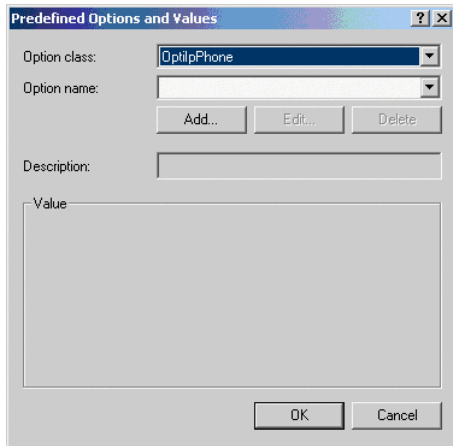 Predefined Options and Values
Option class: OptiIpPhone
Option name:
Add... Edit... Delete
Description:
Value
OK Cancel